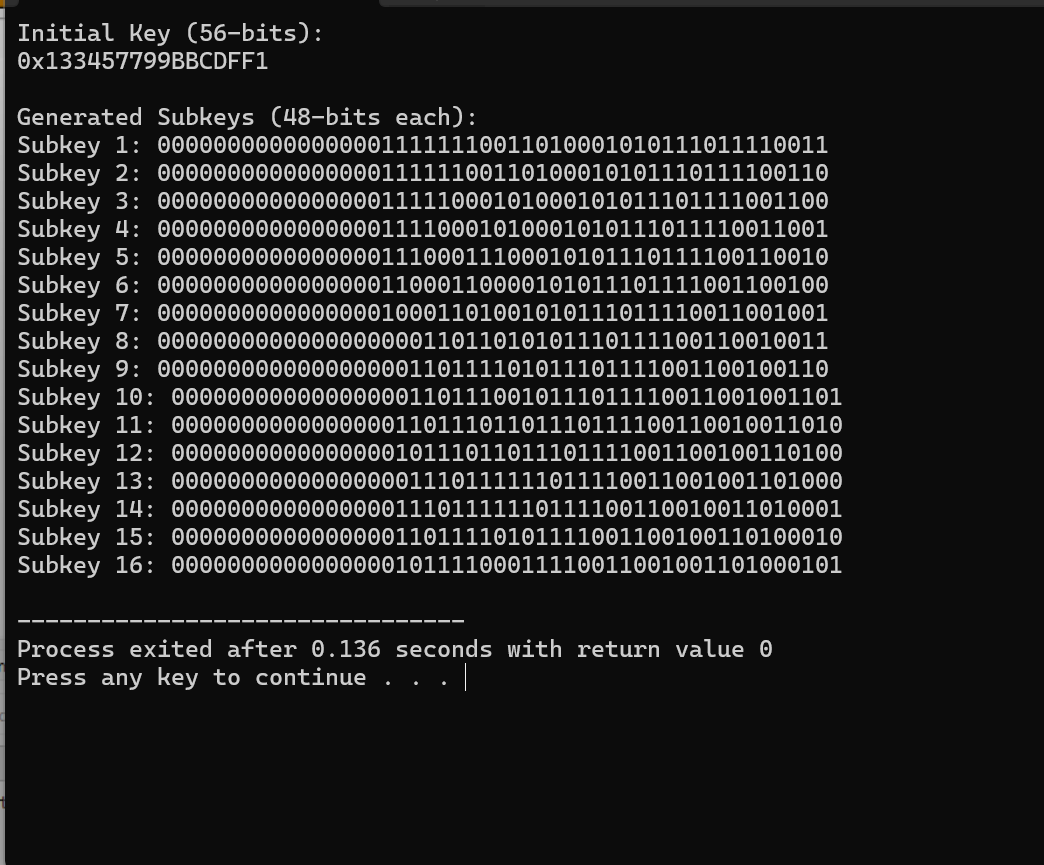 Initial Key (56-bits):
0x133457799BBCDFF1
Generated Subkeys (48-bits each):
Subkey 1: 000000000000000011111110011010001010111011110011
Subkey 2: 000000000000000011111100110100010101110111100110
Subkey 3: 000000000000000011111000101000101011101111001100
Subkey 4: 000000000000000011110001010001010111011110011001
Subkey 5: 000000000000000011100011100010101110111100110010
Subkey 6: 000000000000000011000110000101011101111001100100
Subkey 7: 000000000000000010001101001010111011110011001001
Subkey 8: 000000000000000000011011010101110111100110010011
Subkey 9: 000000000000000000110111101011101111001100100110
Subkey 10: 000000000000000001101110010111011110011001001101
Subkey 11: 000000000000000011011101101110111100110010011010
Subkey 12: 000000000000000010111011011101111001100100110100
Subkey 13: 000000000000000001110111111011110011001001101000
Subkey 14: 000000000000000011101111110111100110010011010001
Subkey 15: 000000000000000011011110101111001100100110100010
Subkey 16: 000000000000000010111100011110011001001101000101
--------------------------------
Process exited after 0.136 seconds with return value 0
Press any key to continue . . .